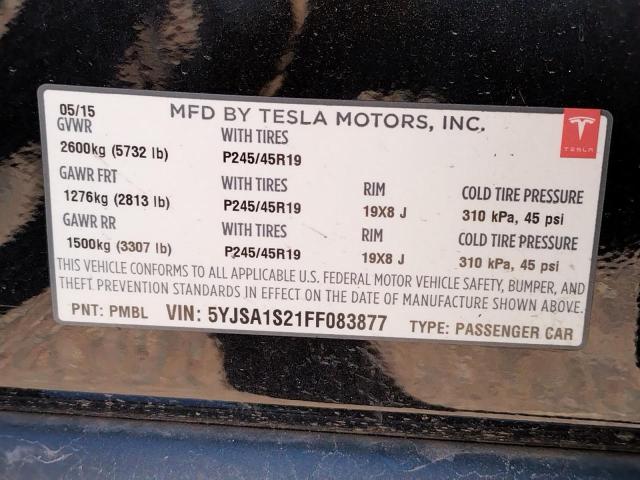 05/15 MFD BY TESLA MOTORS, INC.
TESLA
GVWR WITH TIRES
2600kg (5732 lb) P245/45R19
GAWR FRT WITH TIRES RIM COLD TIRE PRESSURE
1276kg (2813 lb) P245/45R19 19X8 J 310 kPa, 45 psi
GAWR RR WITH TIRES RIM COLD TIRE PRESSURE
1500kg (3307 lb) P245/45R19 19X8 J 310 kPa, 45 psi
THIS VEHICLE CONFORMS TO ALL APPLICABLE U.S. FEDERAL MOTOR VEHICLE SAFETY, BUMPER, AND
THEFT PREVENTION STANDARDS IN EFFECT ON THE DATE OF MANUFACTURE SHOWN ABOVE.
PNT: PMBL VIN: 5YJSA1S21FF083877 TYPE: PASSENGER CAR